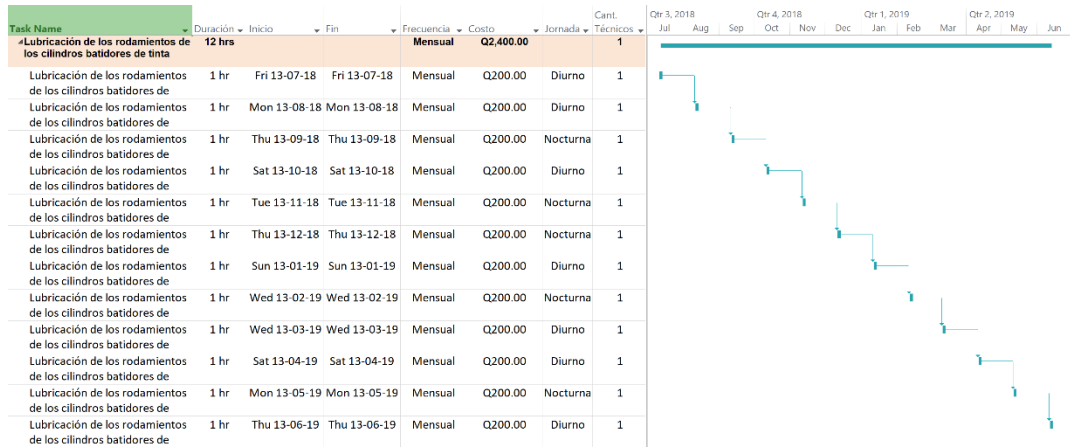 Cant.
Qtr 3, 2018 Qtr 4, 2018 Qtr 1, 2019 Qtr 2, 2019
Task Name Duración Inicio Fin Frecuencia Costo Jornada Técnicos Jul Aug Sep Oct Nov Dec Jan Feb Mar Apr May Jun
Lubricación de los rodamientos de 12 hrs Mensual Q2,400.00 1
los cilindros batidores de tinta
Lubricación de los rodamientos 1 hr Fri 13-07-18 Fri 13-07-18 Mensual Q200.00 Diurno 1
de los cilindros batidores de
Lubricación de los rodamientos 1 hr Mon 13-08-18 Mon 13-08-18 Mensual Q200.00 Diurno 1
de los cilindros batidores de
Lubricación de los rodamientos 1 hr Thu 13-09-18 Thu 13-09-18 Mensual Q200.00 Nocturna 1
de los cilindros batidores de
Lubricación de los rodamientos 1 hr Sat 13-10-18 Sat 13-10-18 Mensual Q200.00 Diurno 1
de los cilindros batidores de
Lubricación de los rodamientos 1 hr Tue 13-11-18 Tue 13-11-18 Mensual Q200.00 Nocturna 1
de los cilindros batidores de
Lubricación de los rodamientos 1 hr Thu 13-12-18 Thu 13-12-18 Mensual Q200.00 Nocturna 1
de los cilindros batidores de
Lubricación de los rodamientos 1 hr Sun 13-01-19 Sun 13-01-19 Mensual Q200.00 Diurno 1
de los cilindros batidores de
Lubricación de los rodamientos 1 hr Wed 13-02-19 Wed 13-02-19 Mensual Q200.00 Nocturna 1
de los cilindros batidores de
Lubricación de los rodamientos 1 hr Wed 13-03-19 Wed 13-03-19 Mensual Q200.00 Diurno 1
de los cilindros batidores de
Lubricación de los rodamientos 1 hr Sat 13-04-19 Sat 13-04-19 Mensual Q200.00 Diurno 1
de los cilindros batidores de
Lubricación de los rodamientos 1 hr Mon 13-05-19 Mon 13-05-19 Mensual Q200.00 Nocturna 1
de los cilindros batidores de
Lubricación de los rodamientos 1 hr Thu 13-06-19 Thu 13-06-19 Mensual Q200.00 Diurno 1
de los cilindros batidores de